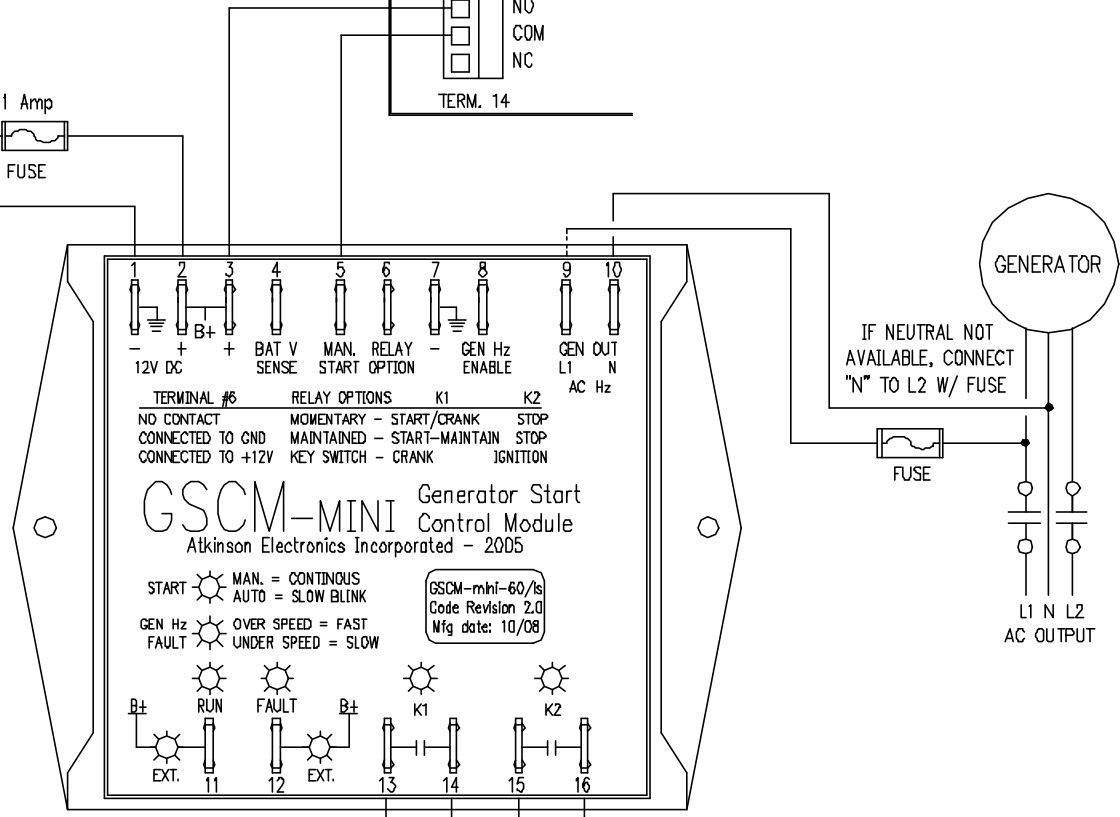 NO
COM
NC
TERM. 14
1 Amp
FUSE
1 2 3 4 5 6 7 8 9 10
B+
- + + BAT V MAN. RELAY - GEN Hz GEN OUT
12V DC SENSE START OPTION ENABLE L1 N
AC Hz
TERMINAL #6 RELAY OPTIONS K1 K2
NO CONTACT MOMENTARY - START/CRANK STOP
CONNECTED TO GND MAINTAINED - START-MAINTAIN STOP
CONNECTED TO +12V KEY SWITCH - CRANK IGNITION
GSCM-MINI Generator Start
Control Module
Atkinson Electronics Incorporated - 2005
START MAN. = CONTINOUS
AUTO = SLOW BLINK
GEN Hz OVER SPEED = FAST
FAULT UNDER SPEED = SLOW
GSCM-mini-60/ls
Code Revision 2.0
Mfg date: 10/08
RUN FAULT K1 K2
B+ B+
EXT. EXT.
11 12 13 14 15 16
GENERATOR
IF NEUTRAL NOT
AVAILABLE, CONNECT
"N" TO L2 W/ FUSE
FUSE
L1 N L2
AC OUTPUT